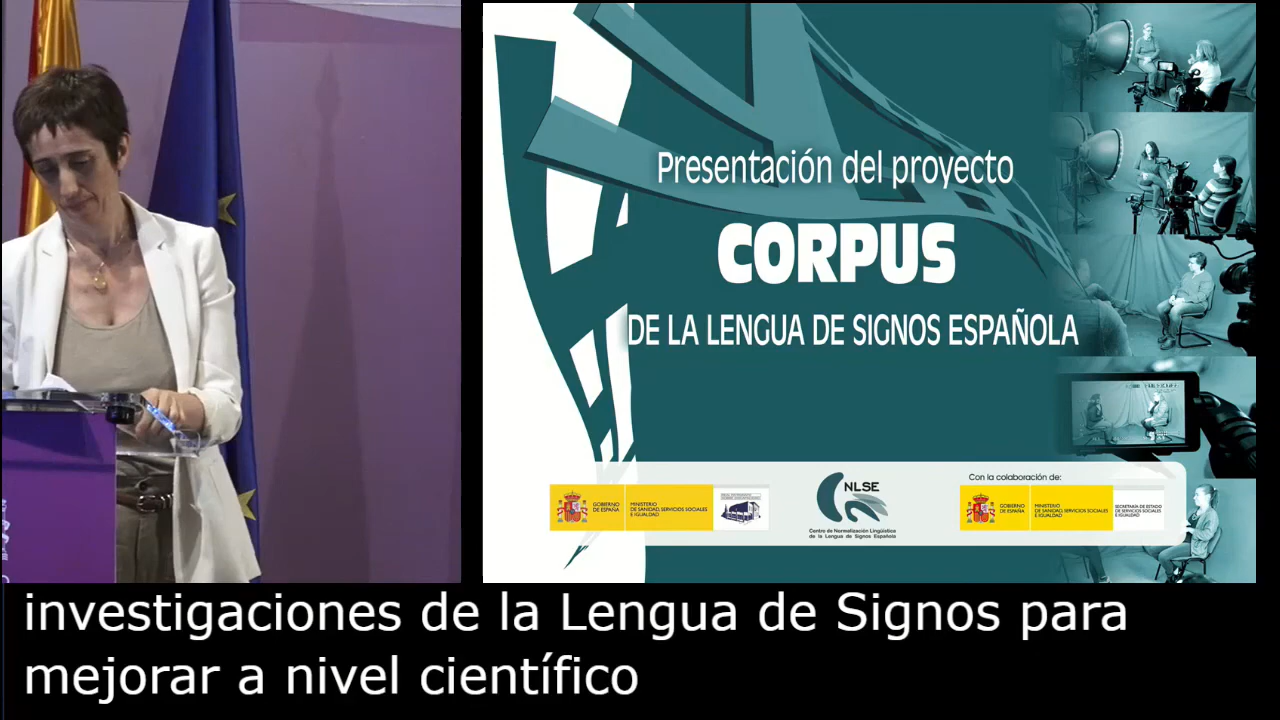 Presentación del proyecto
CORPUS
DE LA LENGUA DE SIGNOS ESPAÑOLA
Con la colaboración de:
GOBIERNO
DE ESPAÑA
MINISTERIO
DE SANIDAD, SERVICIOS SOCIALES
E IGUALDAD
CNLSE
Centro de Normalización Lingüística
de la Lengua de Signos Española
GOBIERNO
DE ESPAÑA
MINISTERIO
DE SANIDAD, SERVICIOS SOCIALES
E IGUALDAD
SECRETARÍA DE ESTADO
DE SERVICIOS SOCIALES
E IGUALDAD
investigaciones de la Lengua de Signos para
mejorar a nivel científico